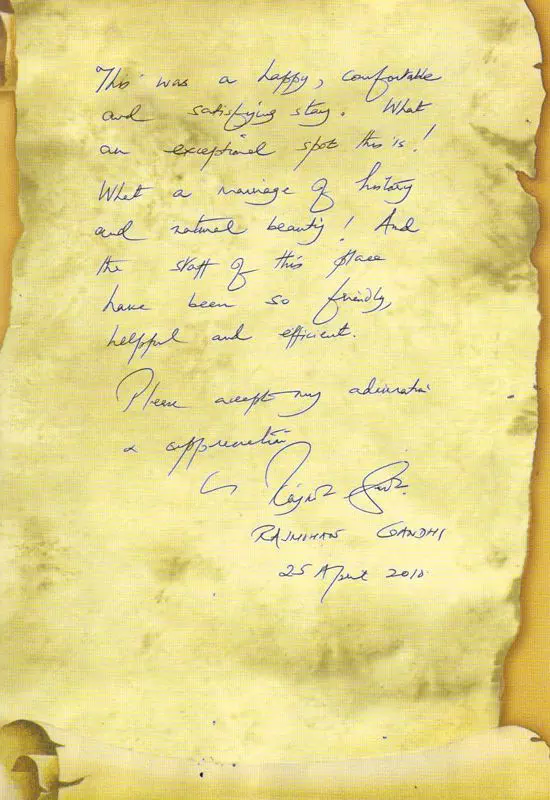 This was a happy, comfortable
and satisfying stay. What
an exceptional spot this is!
What a marriage of history
and natural beauty! And
the staff of this place
have been so friendly,
helpful and efficient.
Please accept my admiration
& appreciation
RAJMOHAN GANDHI
25 April 2010